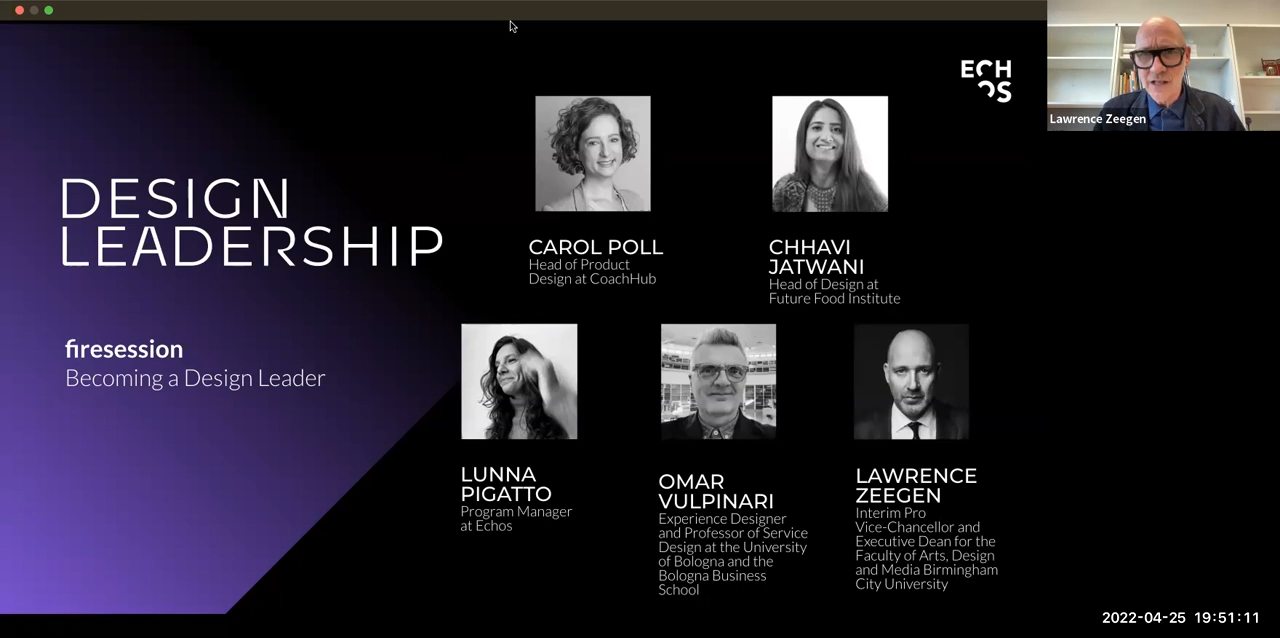 ECH
OS
Lawrence Zeegen
DESIGN
LEADERSHIP
firesession
Becoming a Design Leader
CAROL POLL
Head of Product
Design at CoachHub
CHHAVI
JATWANI
Head of Design at
Future Food Institute
LUNNA
PIGATTO
Program Manager
at Echos
OMAR
VULPINARI
Experience Designer
and Professor of Service
Design at the University
of Bologna and the
Bologna Business
School
LAWRENCE
ZEEGEN
Interim Pro
Vice-Chancellor and
Executive Dean for the
Faculty of Arts, Design
and Media Birmingham
City University
2022-04-25 19:51:11